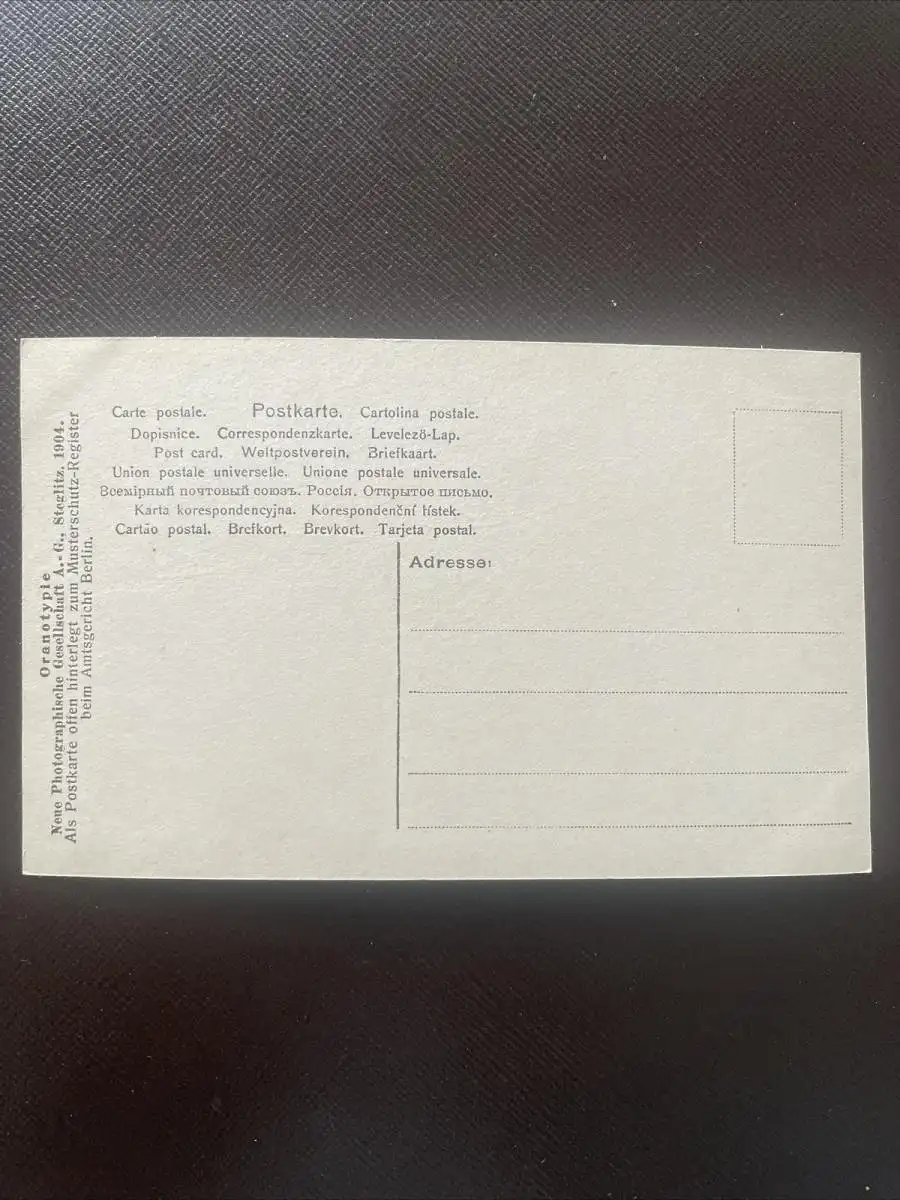 Carte postale. Postkarte. Cartolina postale.
Dopisnice. Correspondenzkarte. Levelező-Lap.
Post card. Weltpostverein. Briefkaart.
Union postale universelle. Unione postale universale.
Всемірный почтовый союзъ. Россія. Открытое письмо.
Karta korespondencyjna. Korespondenční lístek.
Cartão postal. Brefkort. Brevkort. Tarjeta postal.
Adresse:
Oranotypie
Neue Photographische Gesellschaft A.-G., Steglitz, 1904.
Als Postkarte offen hinterlegt zum Musterschutz-Register
beim Amtsgericht Berlin.